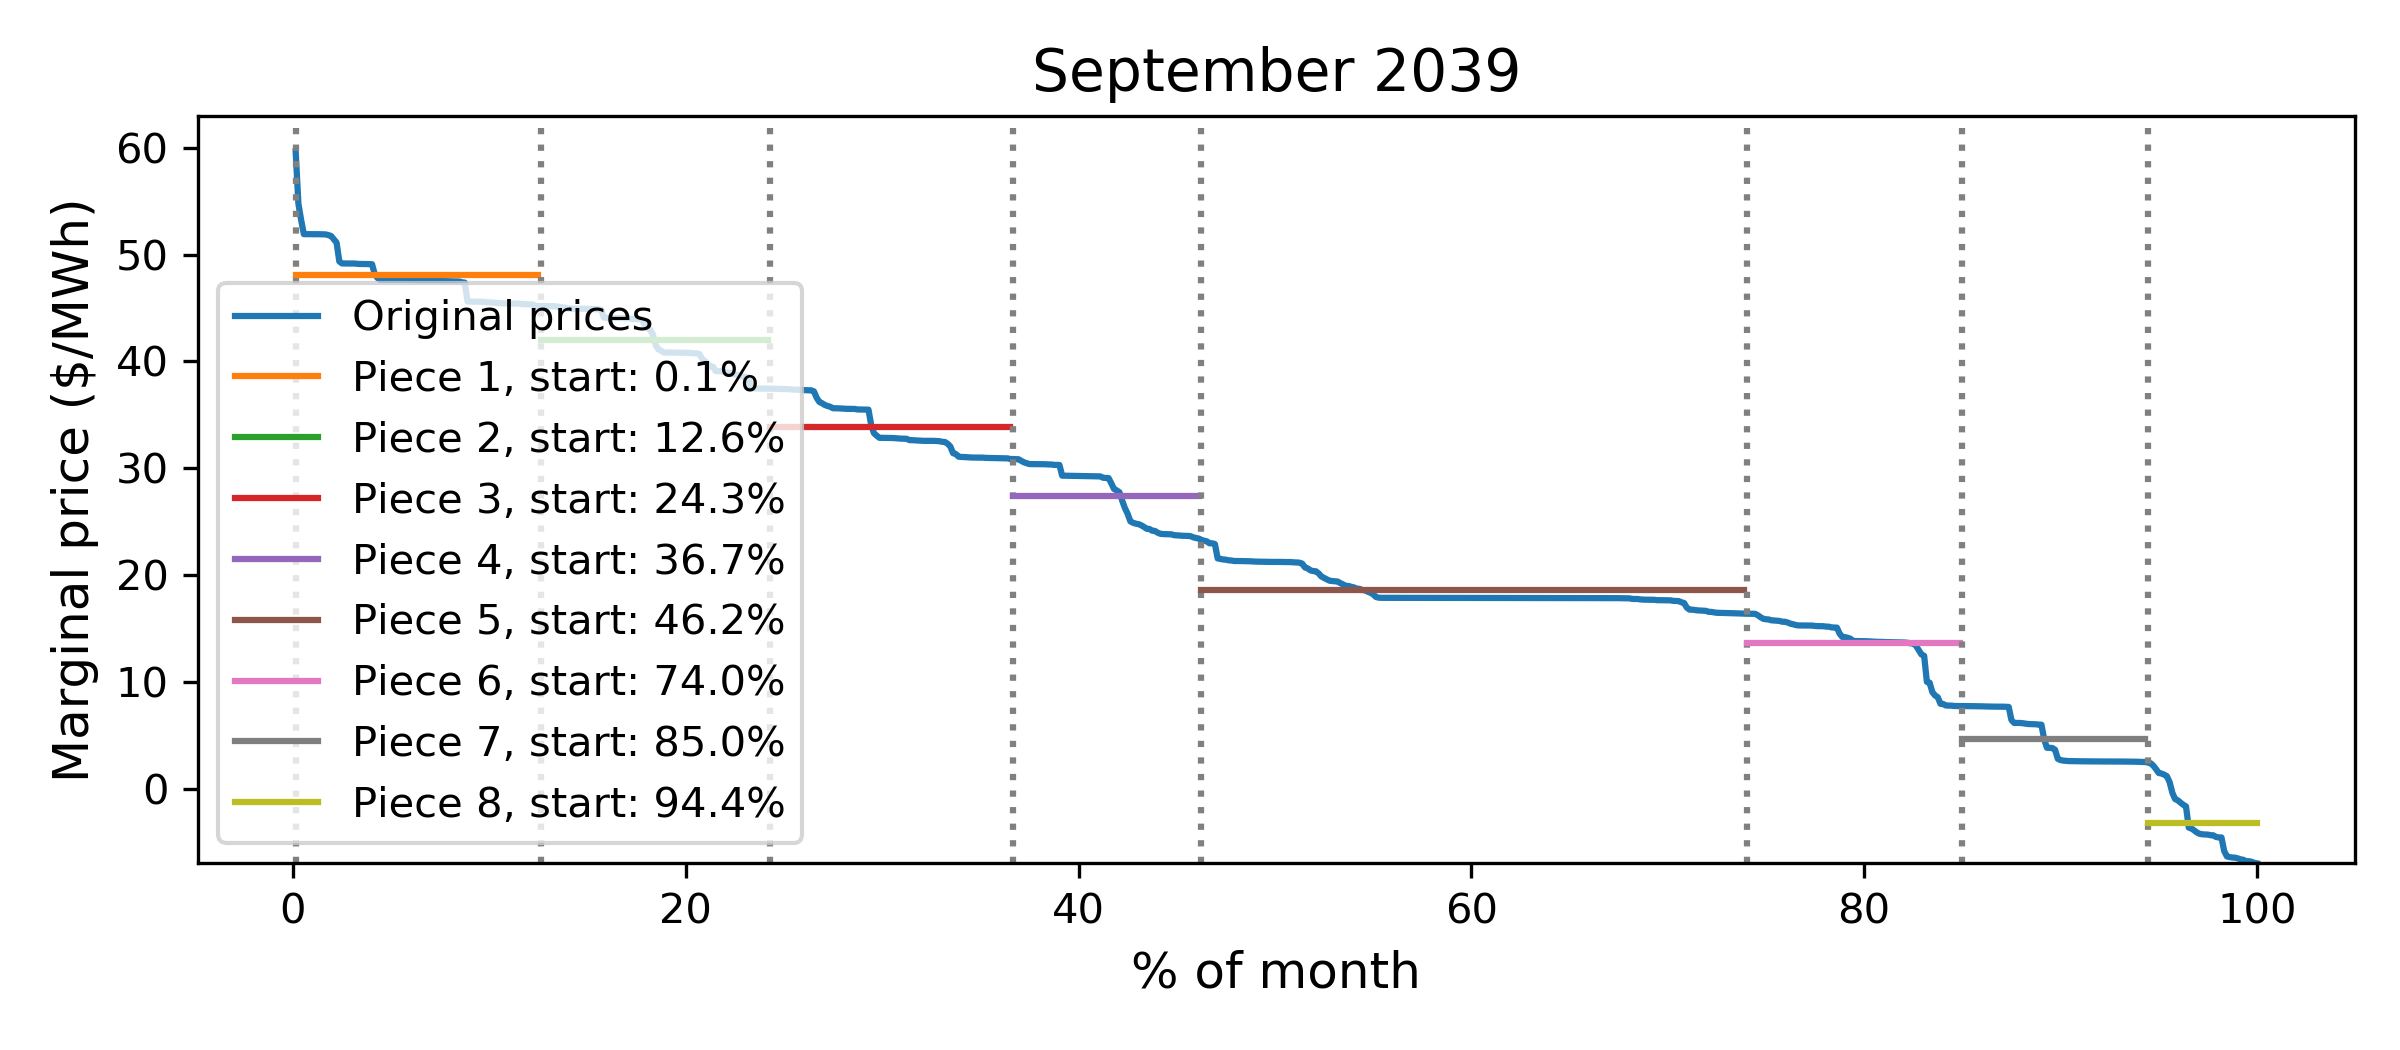 September 2039
Marginal price ($/MWh)
60
50
40
30
20
10
0
Original prices
Piece 1, start: 0.1%
Piece 2, start: 12.6%
Piece 3, start: 24.3%
Piece 4, start: 36.7%
Piece 5, start: 46.2%
Piece 6, start: 74.0%
Piece 7, start: 85.0%
Piece 8, start: 94.4%
0 20 40 60 80 100
% of month